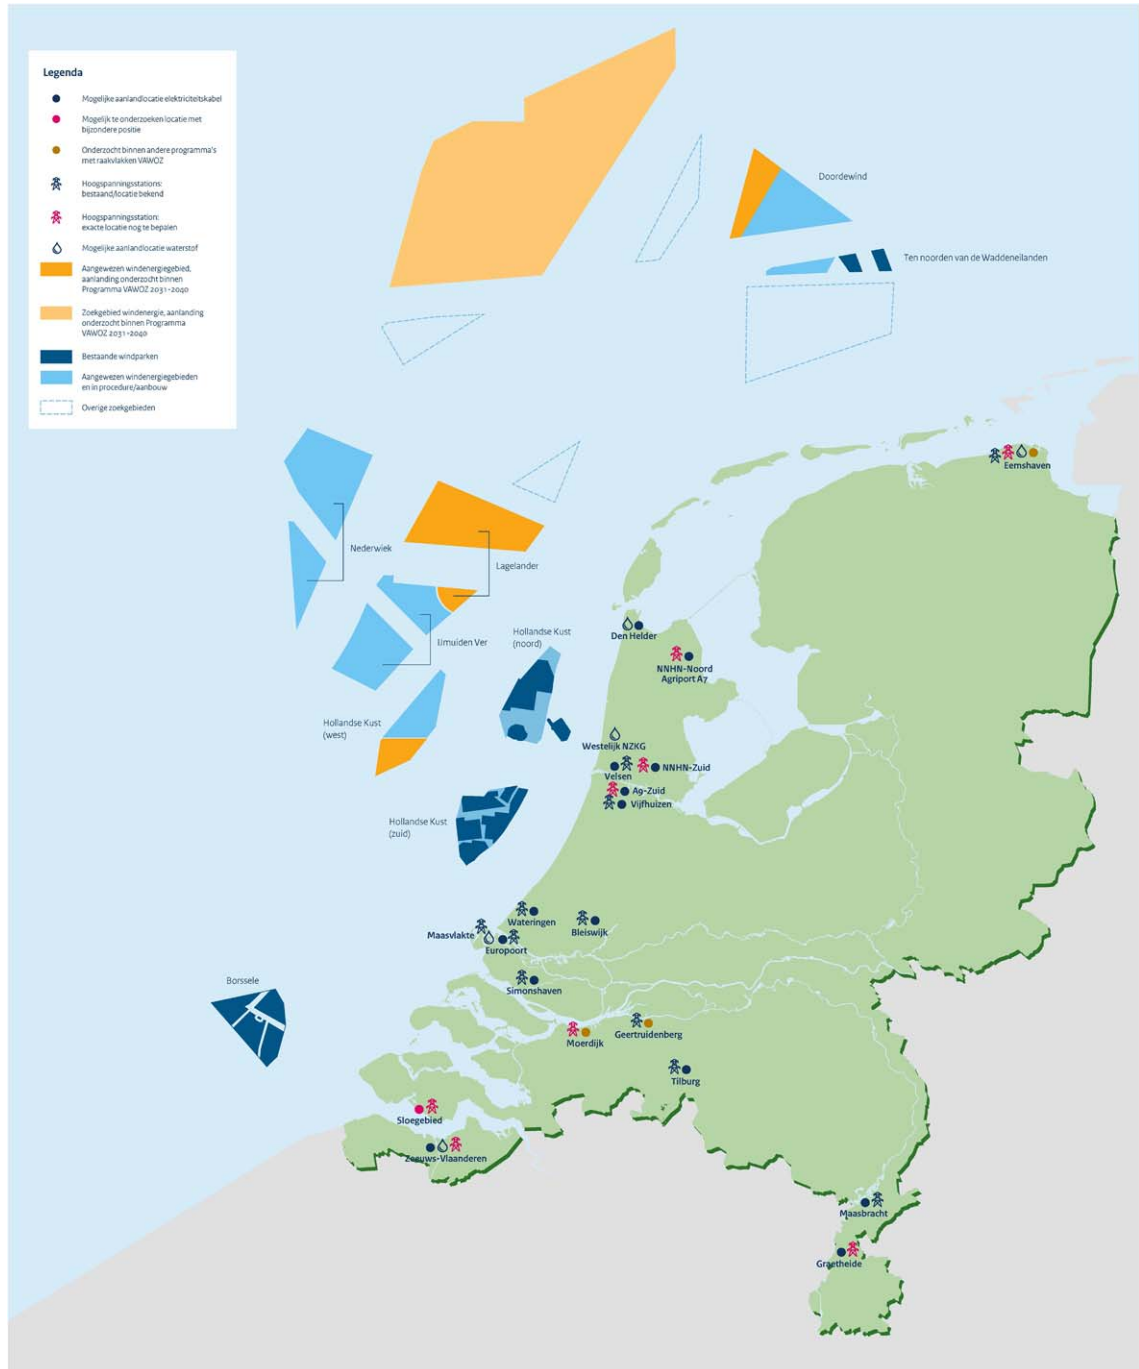 Legenda
Mogelijke aanlandlocatie elektriciteitskabel
Mogelijk te onderzoeken locatie met
bijzondere positie
Onderzocht binnen andere programma's
met raakvlakken VAWOZ
Hoogspanningsstations:
bestaand/locatie bekend
Hoogspanningsstation:
exacte locatie nog te bepalen
Mogelijke aanlandlocatie waterstof
Aangewezen windenergiegebied,
aanlanding onderzocht binnen
Programma VAWOZ 2031-2040
Zoekgebied windenergie, aanlanding
onderzocht binnen Programma
VAWOZ 2031-2040
Bestaande windparken
Aangewezen windenergiegebieden
en in procedure/aanbouw
Overige zoekgebieden
Doordewind
Ten noorden van de Waddeneilanden
Eemshaven
Nederwiek
Lagelander
IJmuiden Ver
Hollandse Kust
(noord)
Den Helder
NNHN-Noord
Agriport A7
Hollandse Kust
(west)
Westelijk NZKG
Velsen
NNHN-Zuid
A9-Zuid
Vijfhuizen
Hollandse Kust
(zuid)
Wateringen
Bleiswijk
Maasvlakte
Europoort
Simonshaven
Borssele
Moerdijk
Geertruidenberg
Tilburg
Sloegebied
Zeeuws-Vlaanderen
Maasbracht
Graetheide